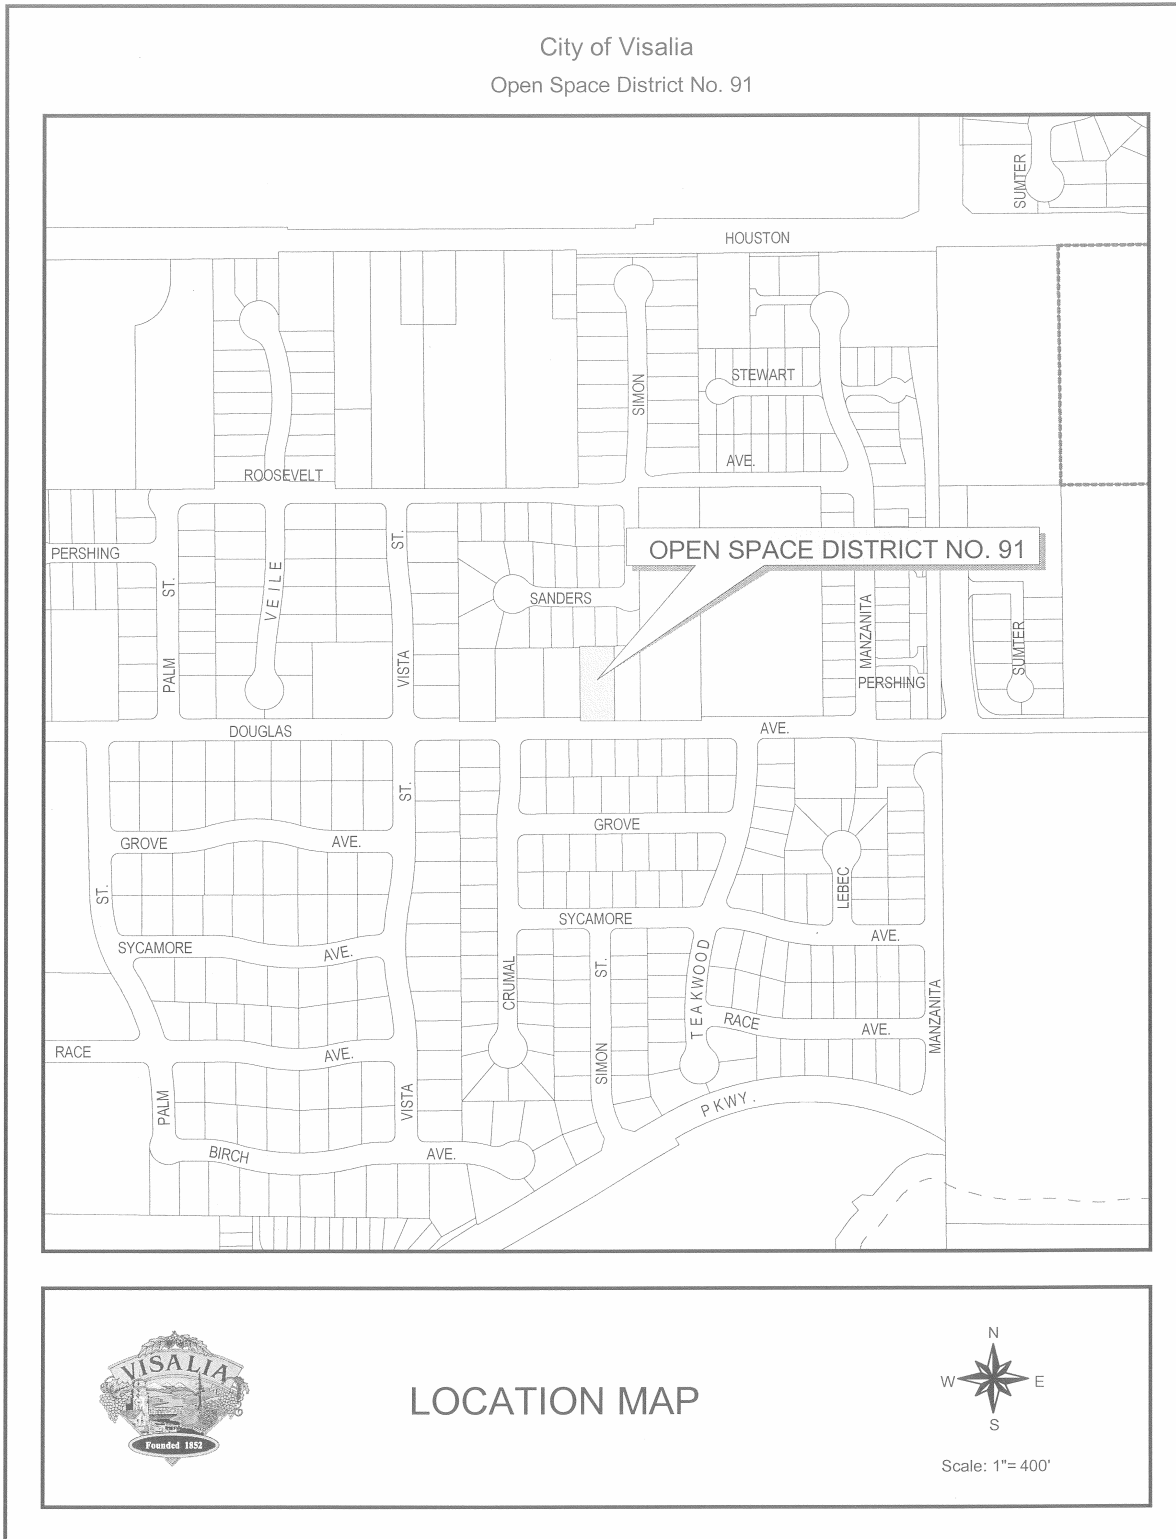 City of Visalia
Open Space District No. 91
SUMTER
HOUSTON
STEWART
SIMON
AVE.
ROOSEVELT
PERSHING
ST.
VEILE
ST.
OPEN SPACE DISTRICT NO. 91
SANDERS
MANZANITA
SUMTER
PALM
VISTA
PERSHING
DOUGLAS
AVE.
ST.
GROVE
GROVE
AVE.
ST.
LEBEC
SYCAMORE
SYCAMORE
AVE.
AVE.
CRUMAL
ST.
TEAKWOOD
MANZANITA
RACE
AVE.
RACE
AVE.
SIMON
PALM
VISTA
PKWY.
BIRCH
AVE.
VISALIA
Founded 1852
LOCATION MAP
N
W
E
S
Scale: 1"= 400'